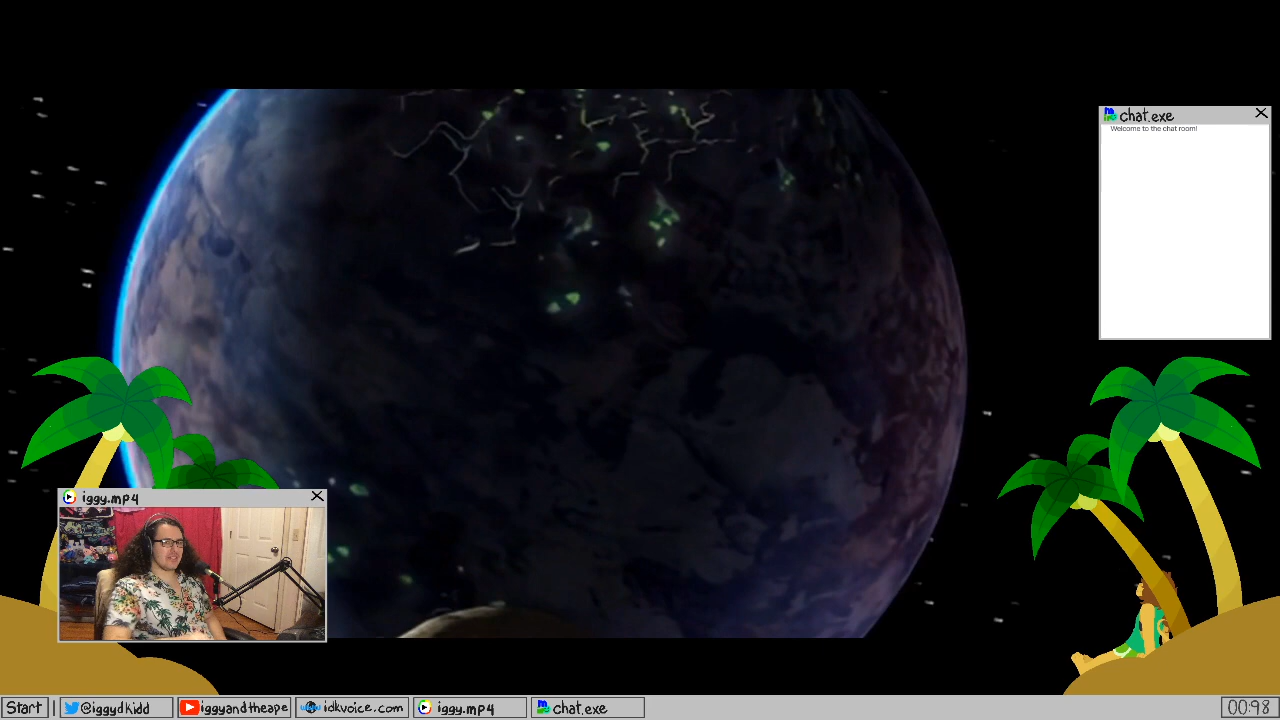 chat.exe
Welcome to the chat room!
iggy.mp4
Start
@iggydkidd
iggyandtheape
www
idkvoice.com
iggy.mp4
chat.exe
00:98